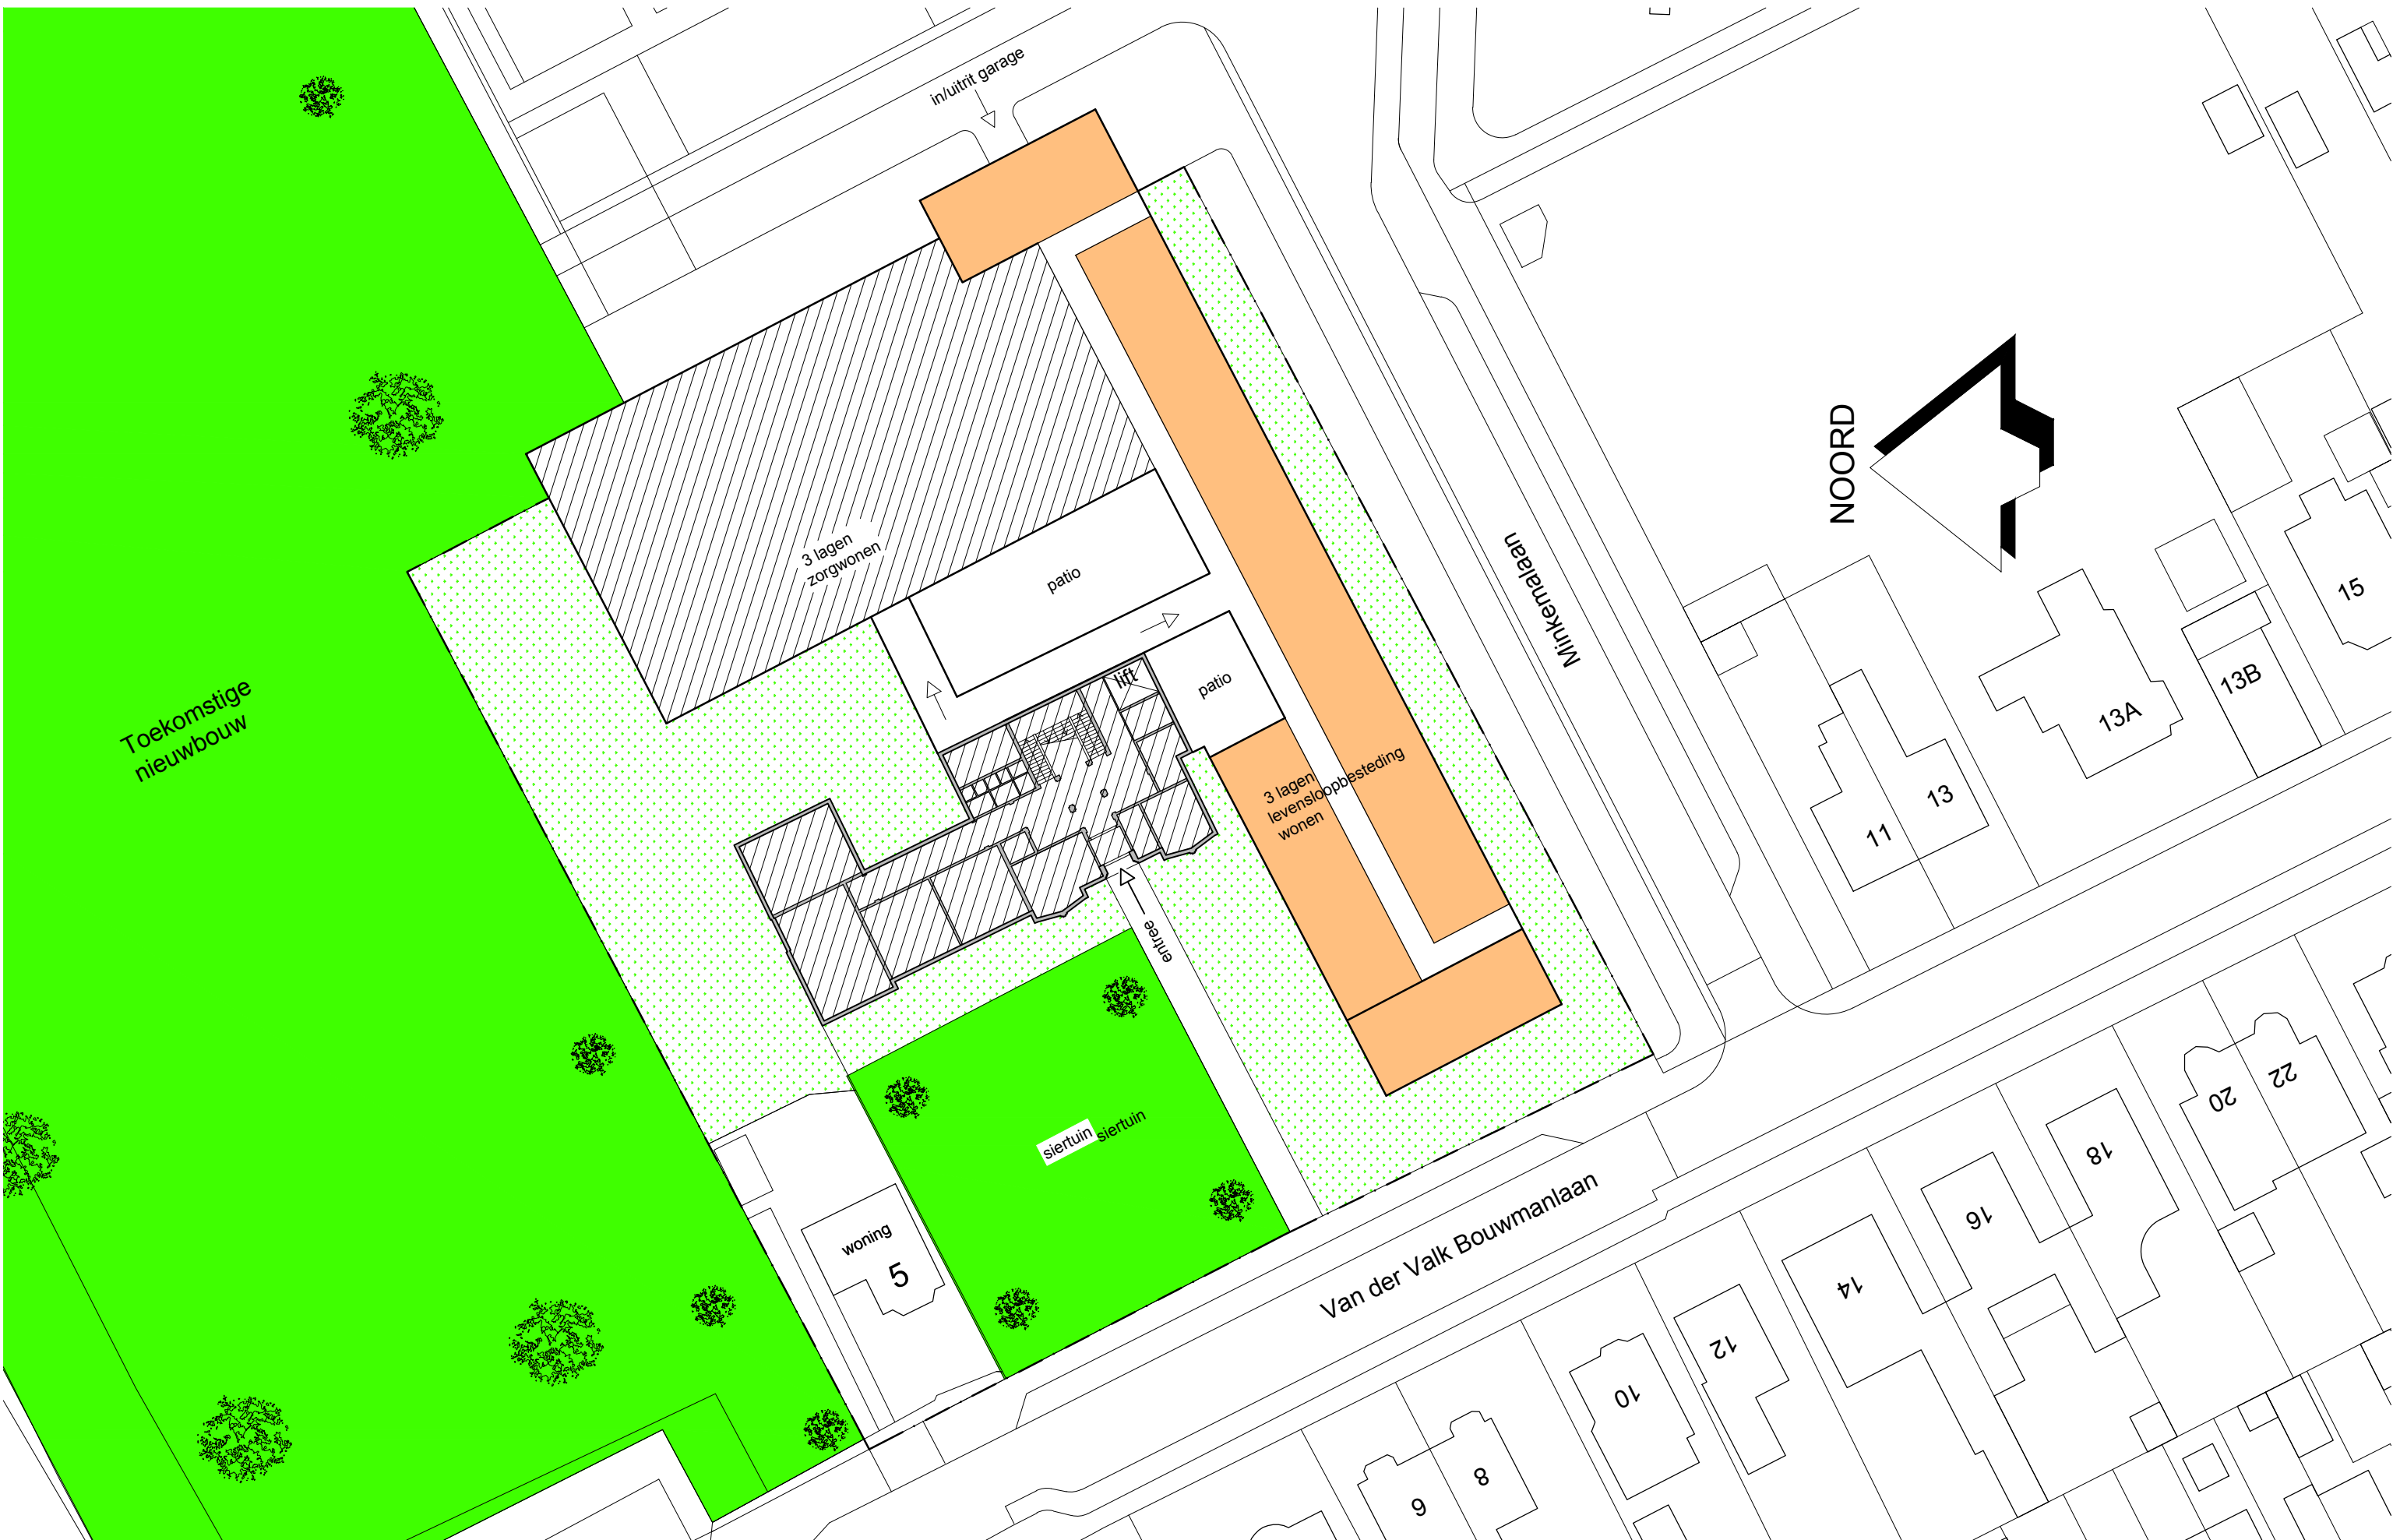 in/uitrit garage
NOORD
3 lagen
zorgwonen
patio
Minkemalaan
15
lift
patio
13B
13A
Toekomstige
nieuwbouw
3 lagen
levensloopbesteding
wonen
13
11
entree
22
20
siertuin siertuin
18
16
woning
5
Van der Valk Bouwmanlaan
14
12
10
8
6